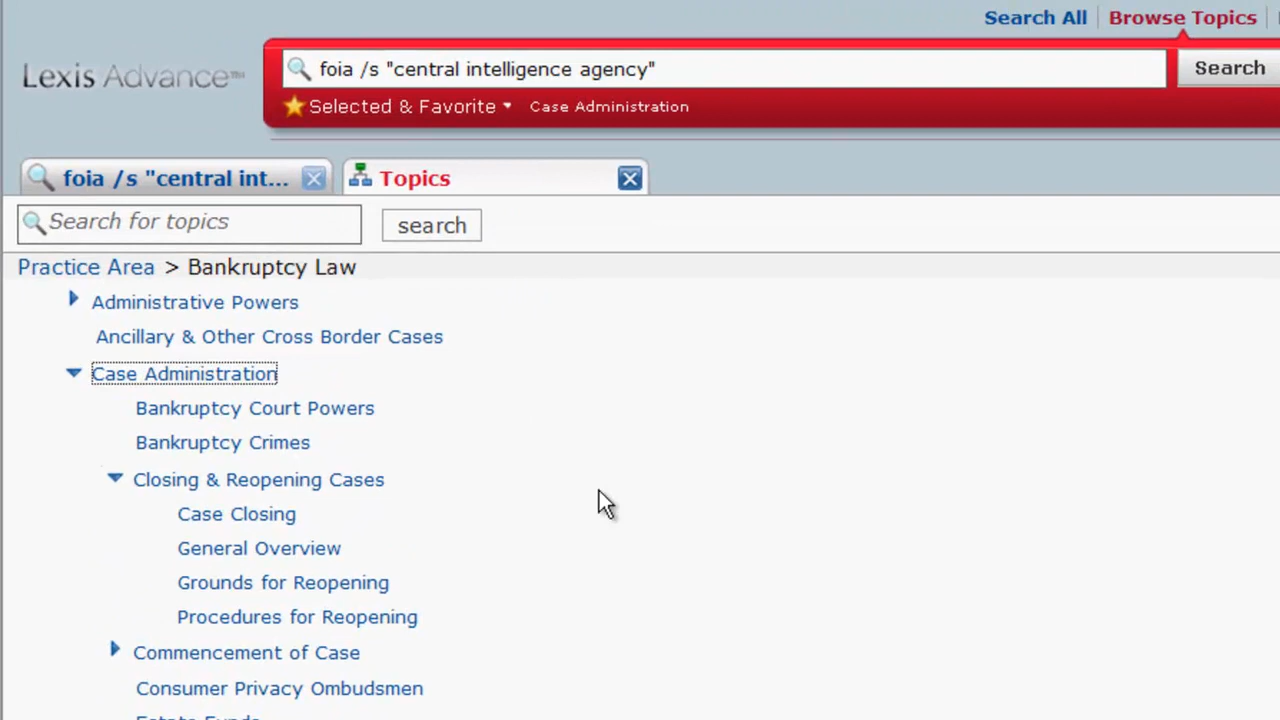 Search All
Browse Topics
Lexis Advance™
foia /s "central intelligence agency"
Search
Selected & Favorite
Case Administration
foia /s "central int...
Topics
Search for topics
search
Practice Area > Bankruptcy Law
Administrative Powers
Ancillary & Other Cross Border Cases
Case Administration
Bankruptcy Court Powers
Bankruptcy Crimes
Closing & Reopening Cases
Case Closing
General Overview
Grounds for Reopening
Procedures for Reopening
Commencement of Case
Consumer Privacy Ombudsmen
Estate Funds